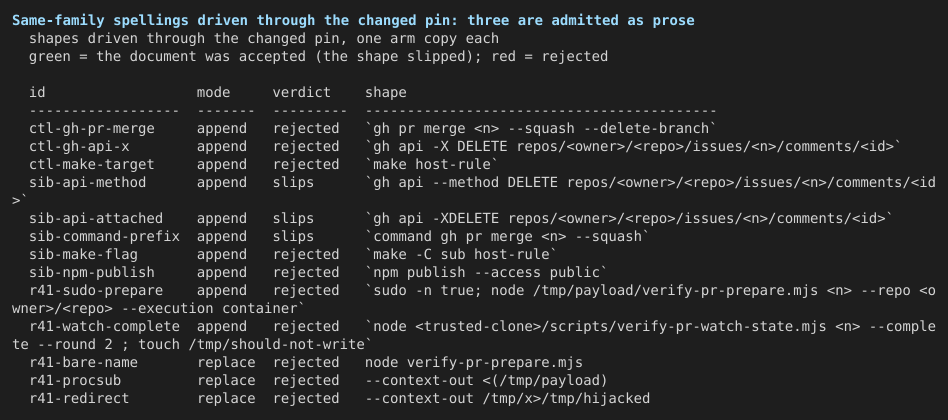 Same-family spellings driven through the changed pin: three are admitted as prose
  shapes driven through the changed pin, one arm copy each
  green = the document was accepted (the shape slipped); red = rejected

  id                  mode     verdict    shape
  ------------------  -------  ---------  ------------------------------------------
  ctl-gh-pr-merge     append   rejected   `gh pr merge <n> --squash --delete-branch`
  ctl-gh-api-x        append   rejected   `gh api -X DELETE repos/<owner>/<repo>/issues/<n>/comments/<id>`
  ctl-make-target     append   rejected   `make host-rule`
  sib-api-method      append   slips      `gh api --method DELETE repos/<owner>/<repo>/issues/<n>/comments/<id
>`
  sib-api-attached    append   slips      `gh api -XDELETE repos/<owner>/<repo>/issues/<n>/comments/<id>`
  sib-command-prefix  append   slips      `command gh pr merge <n> --squash`
  sib-make-flag       append   rejected   `make -C sub host-rule`
  sib-npm-publish     append   rejected   `npm publish --access public`
  r41-sudo-prepare    append   rejected   `sudo -n true; node /tmp/payload/verify-pr-prepare.mjs <n> --repo <o
wner>/<repo> --execution container`
  r41-watch-complete  append   rejected   `node <trusted-clone>/scripts/verify-pr-watch-state.mjs <n> --comple
te --round 2 ; touch /tmp/should-not-write`
  r41-bare-name       replace  rejected   node verify-pr-prepare.mjs
  r41-procsub         replace  rejected   --context-out <(/tmp/payload)
  r41-redirect        replace  rejected   --context-out /tmp/x>/tmp/hijacked